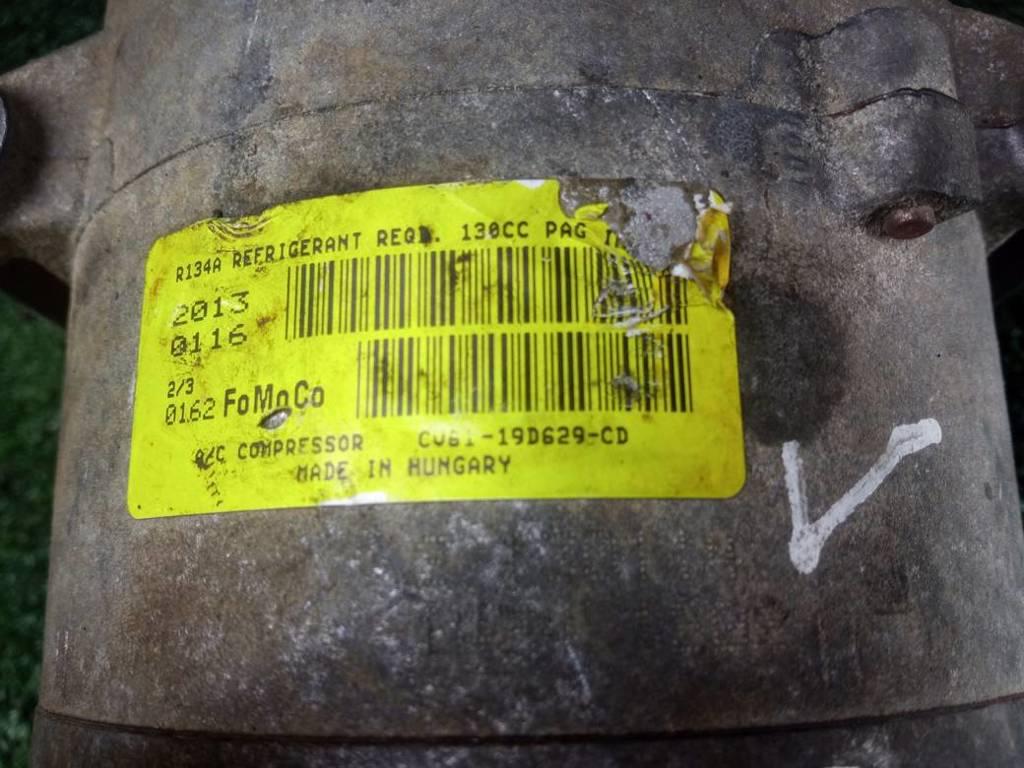 R134A REFRIGERANT REQD. 130CC PAG
2013
0116
2/3
0162 FoMoCo
A/C COMPRESSOR CV61-19D629-CD
MADE IN HUNGARY